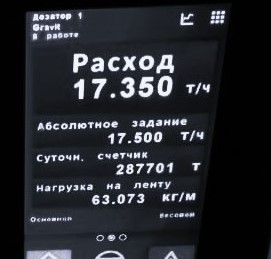 Дозатор 1
Gravit
В работе
Расход
17.350 т/ч
Абсолютное задание
17.500 т/ч
Суточн. счетчик
287701 т
Нагрузка на ленту
63.073 кг/м
Основной Весовой